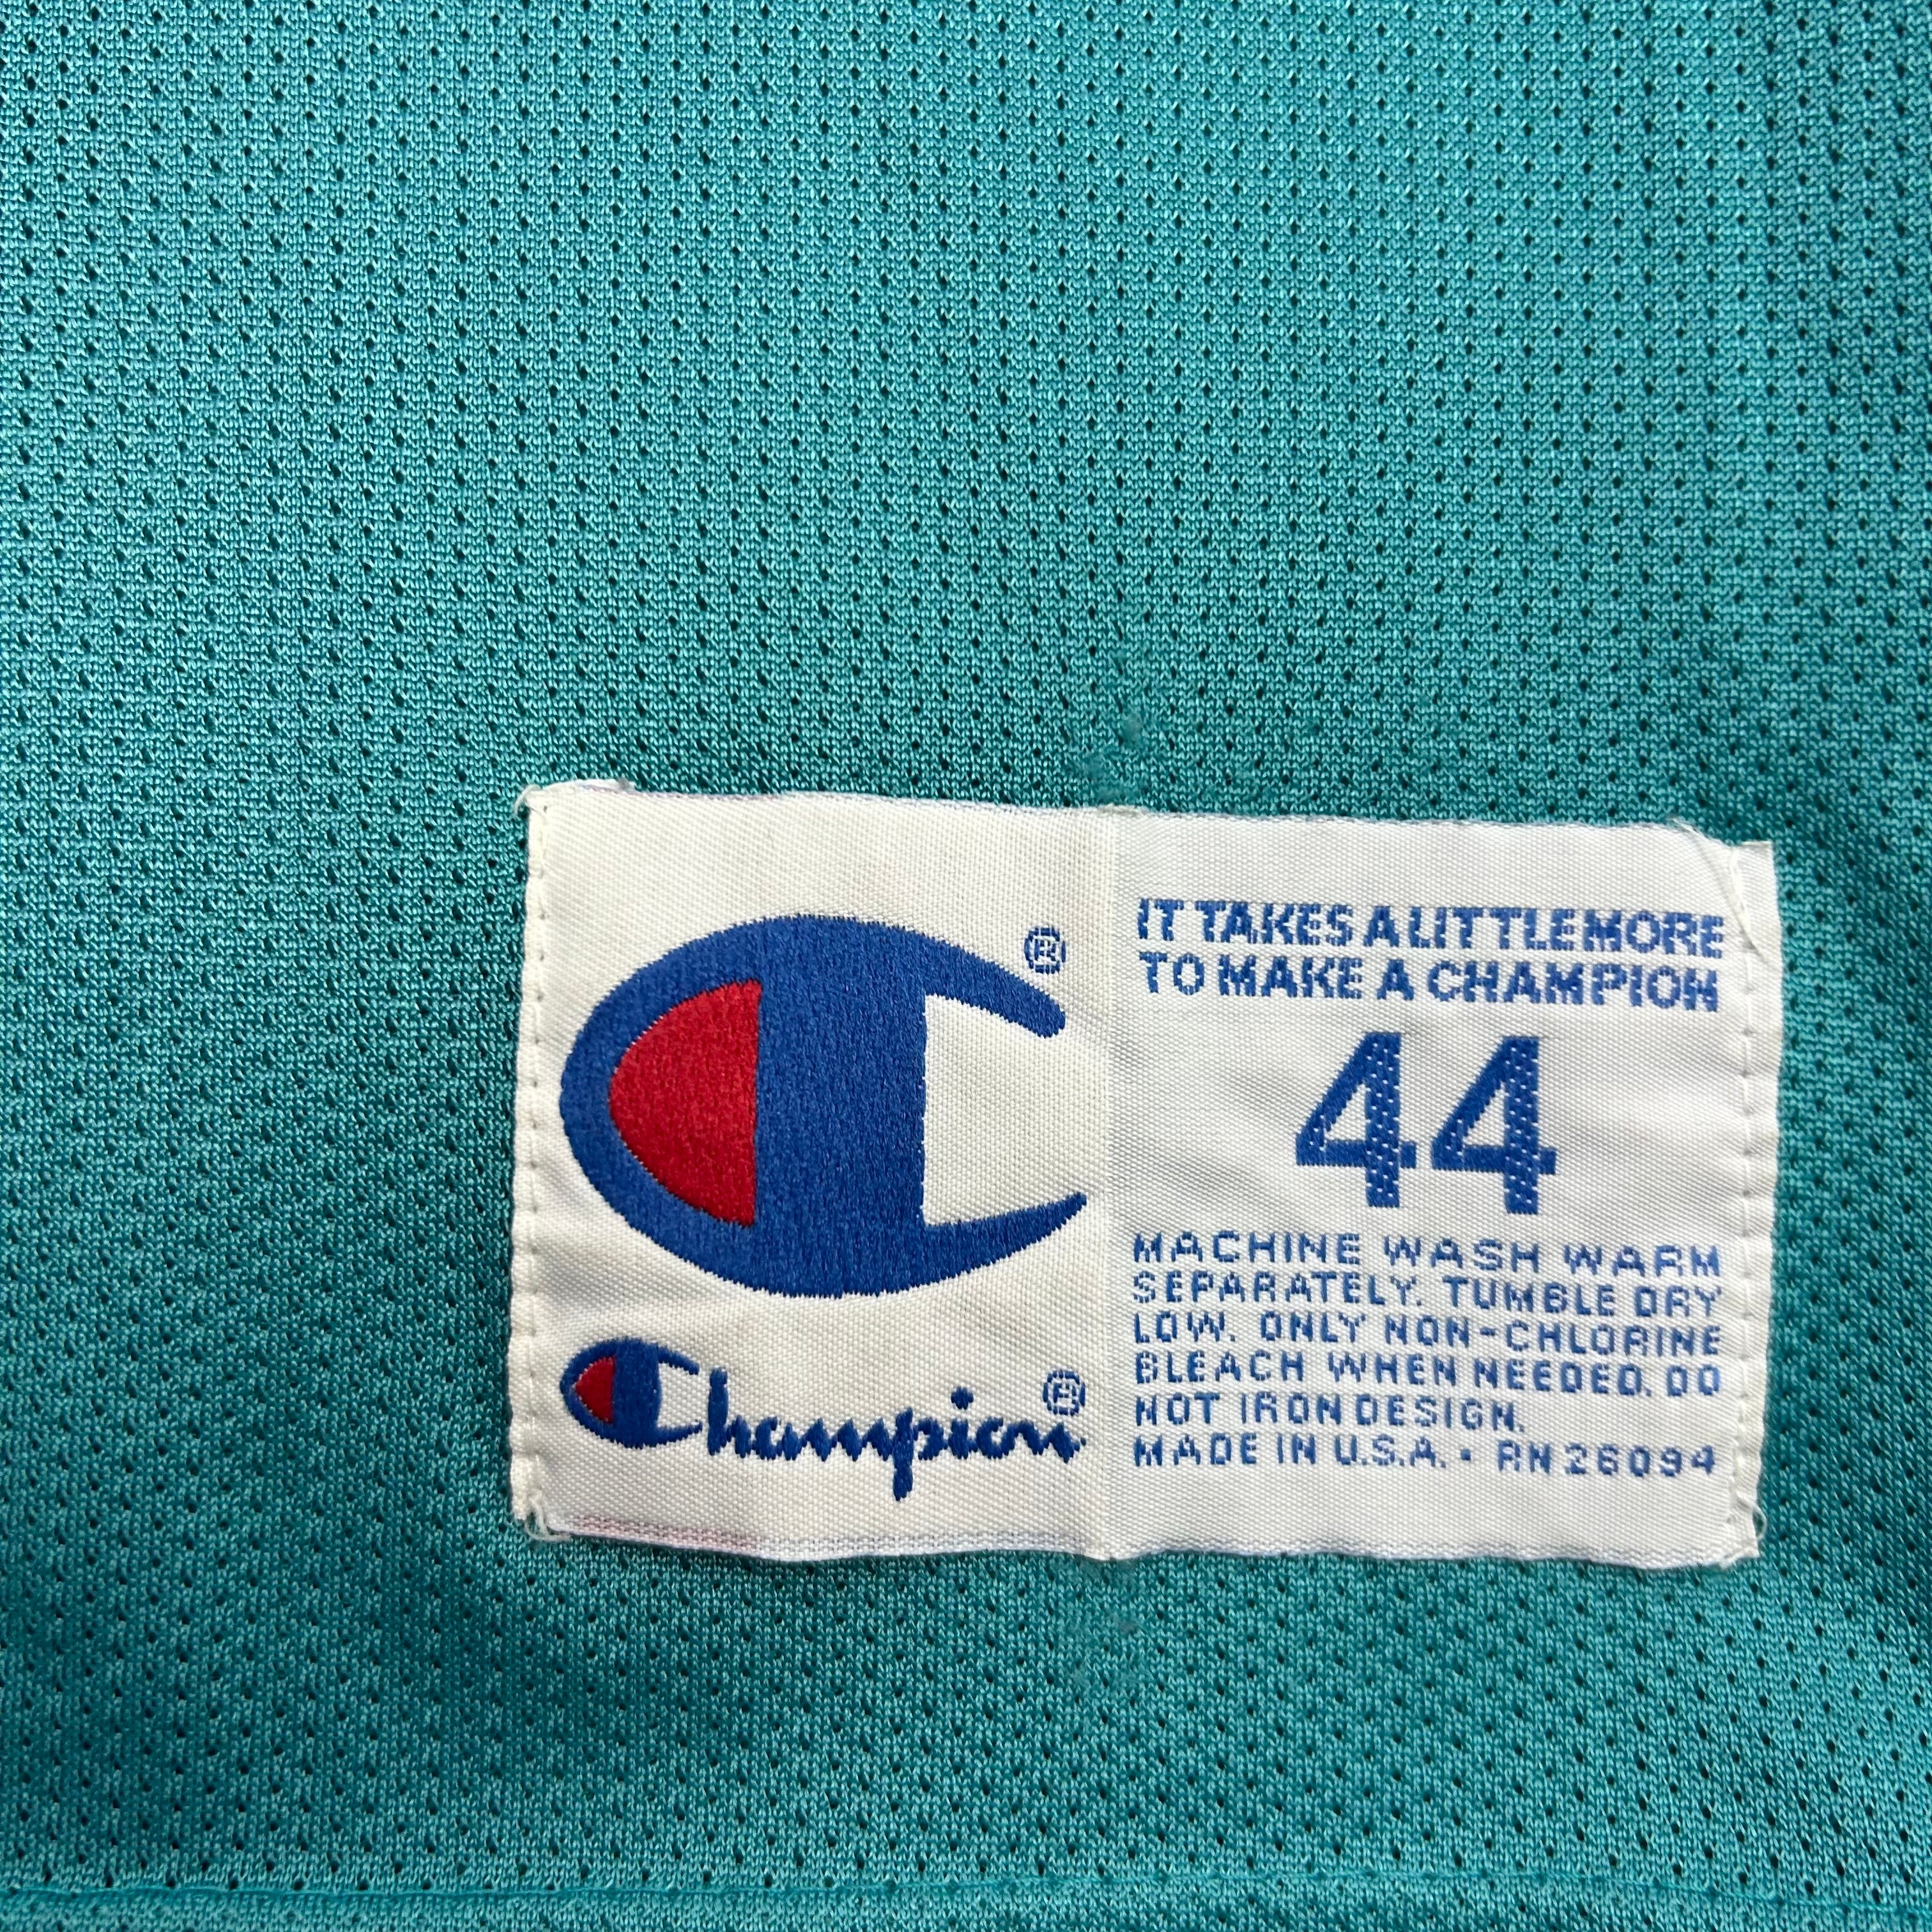 ®
Champion®
IT TAKES A LITTLE MORE
TO MAKE A CHAMPION
44
MACHINE WASH WARM
SEPARATELY. TUMBLE DRY
LOW. ONLY NON-CHLORINE
BLEACH WHEN NEEDED. DO
NOT IRON DESIGN.
MADE IN U.S.A. • RN 26094